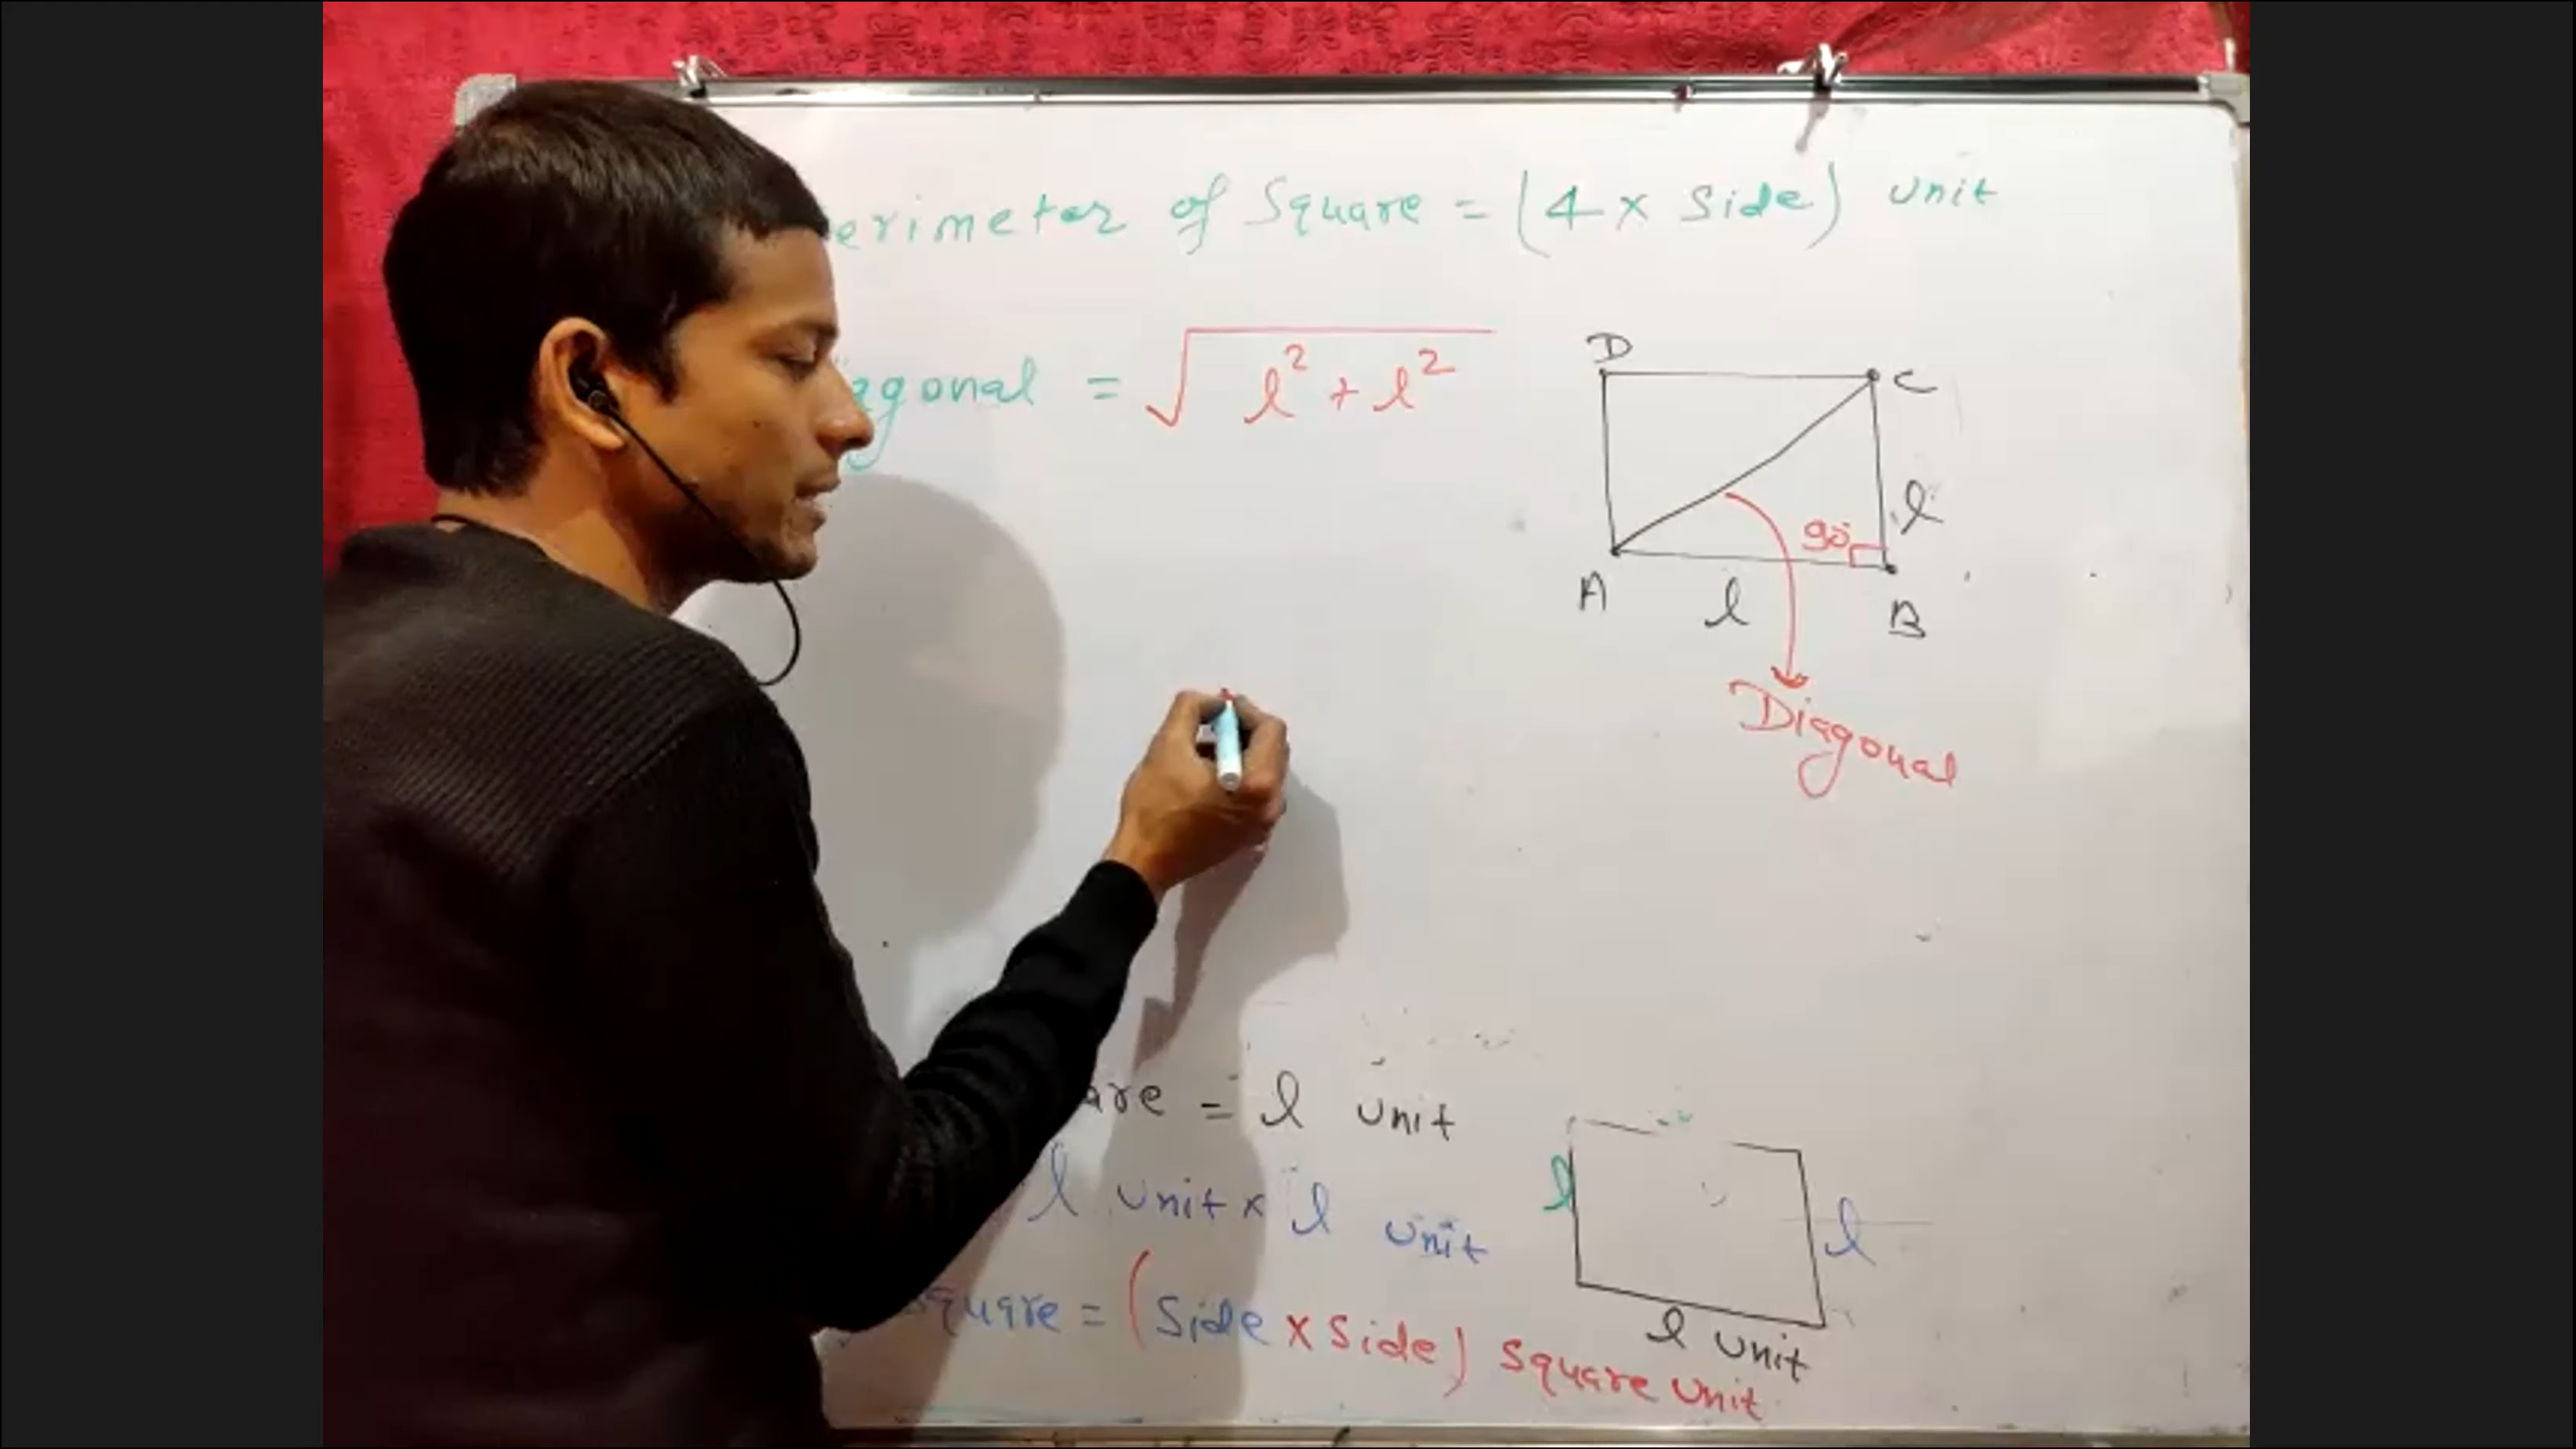 erimeter of Square = (4 × Side) unit
agonal = √ l² + l²
D
C
l
90°
A
l
B
Diagonal
are = l unit
l unit × l unit
l
l
square = (Side × Side) square unit
l unit